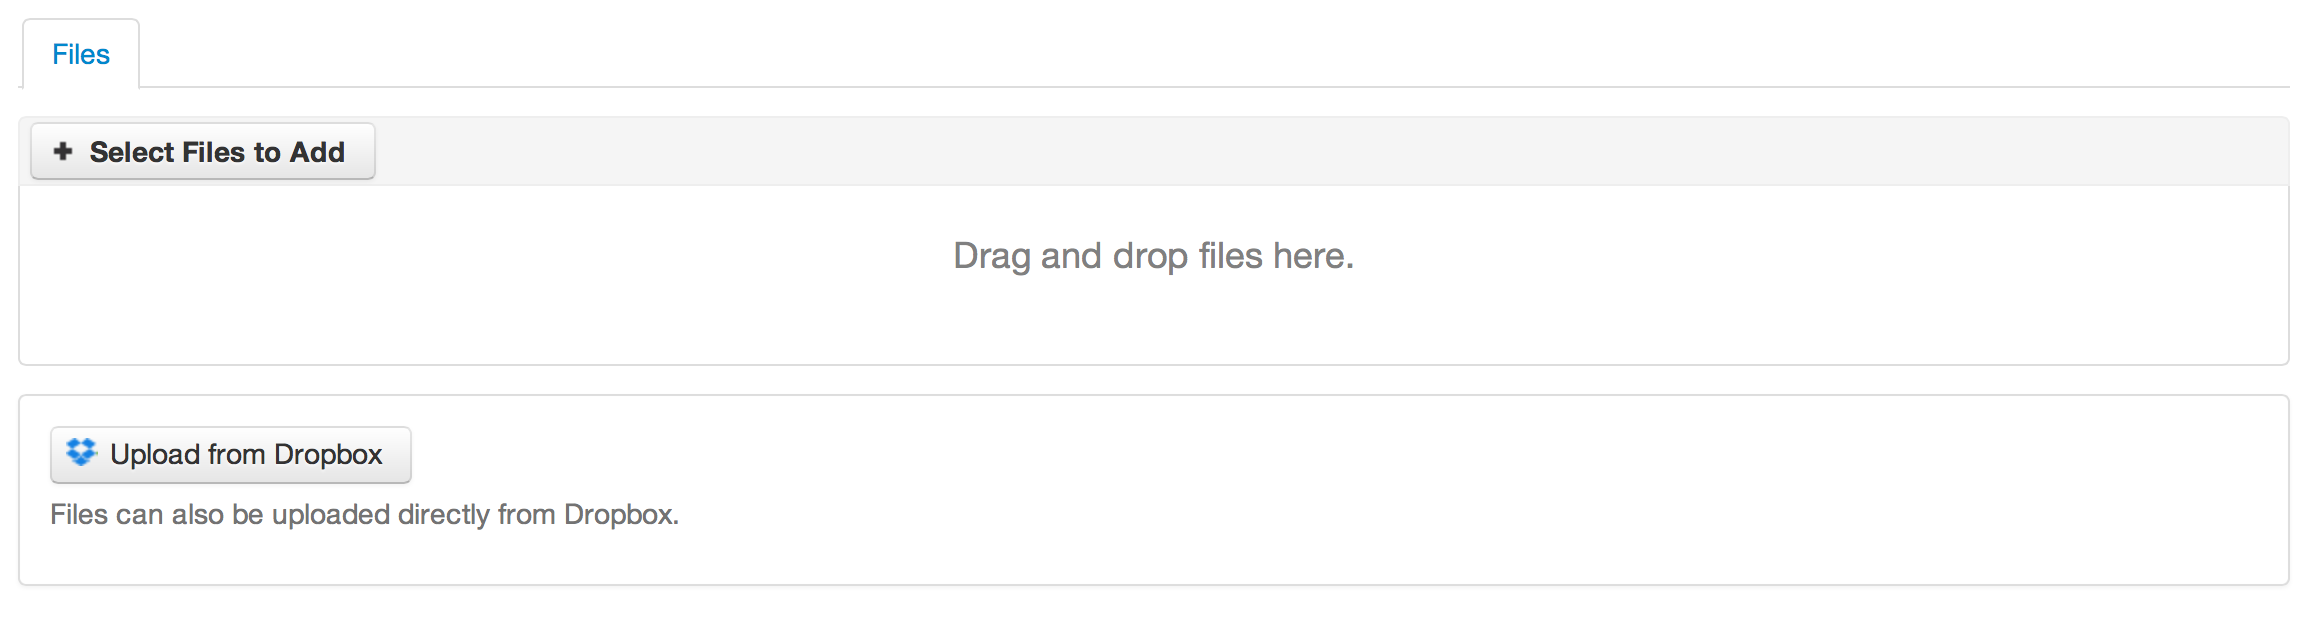 Files
Select Files to Add
Drag and drop files here.
Upload from Dropbox
Files can also be uploaded directly from Dropbox.